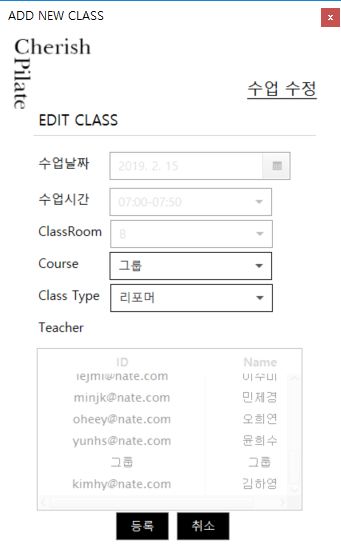 ADD NEW CLASS
x
Cherish
Pilate
수업 수정
EDIT CLASS
수업날짜 2019. 2. 15
수업시간 07:00-07:50
ClassRoom B
Course 그룹
Class Type 리포머
Teacher
ID Name
iejmi@nate.com 이수미
minjk@nate.com 민제경
oheey@nate.com 오희연
yunhs@nate.com 윤희수
그룹 그룹
kimhy@nate.com 김하영
등록 취소